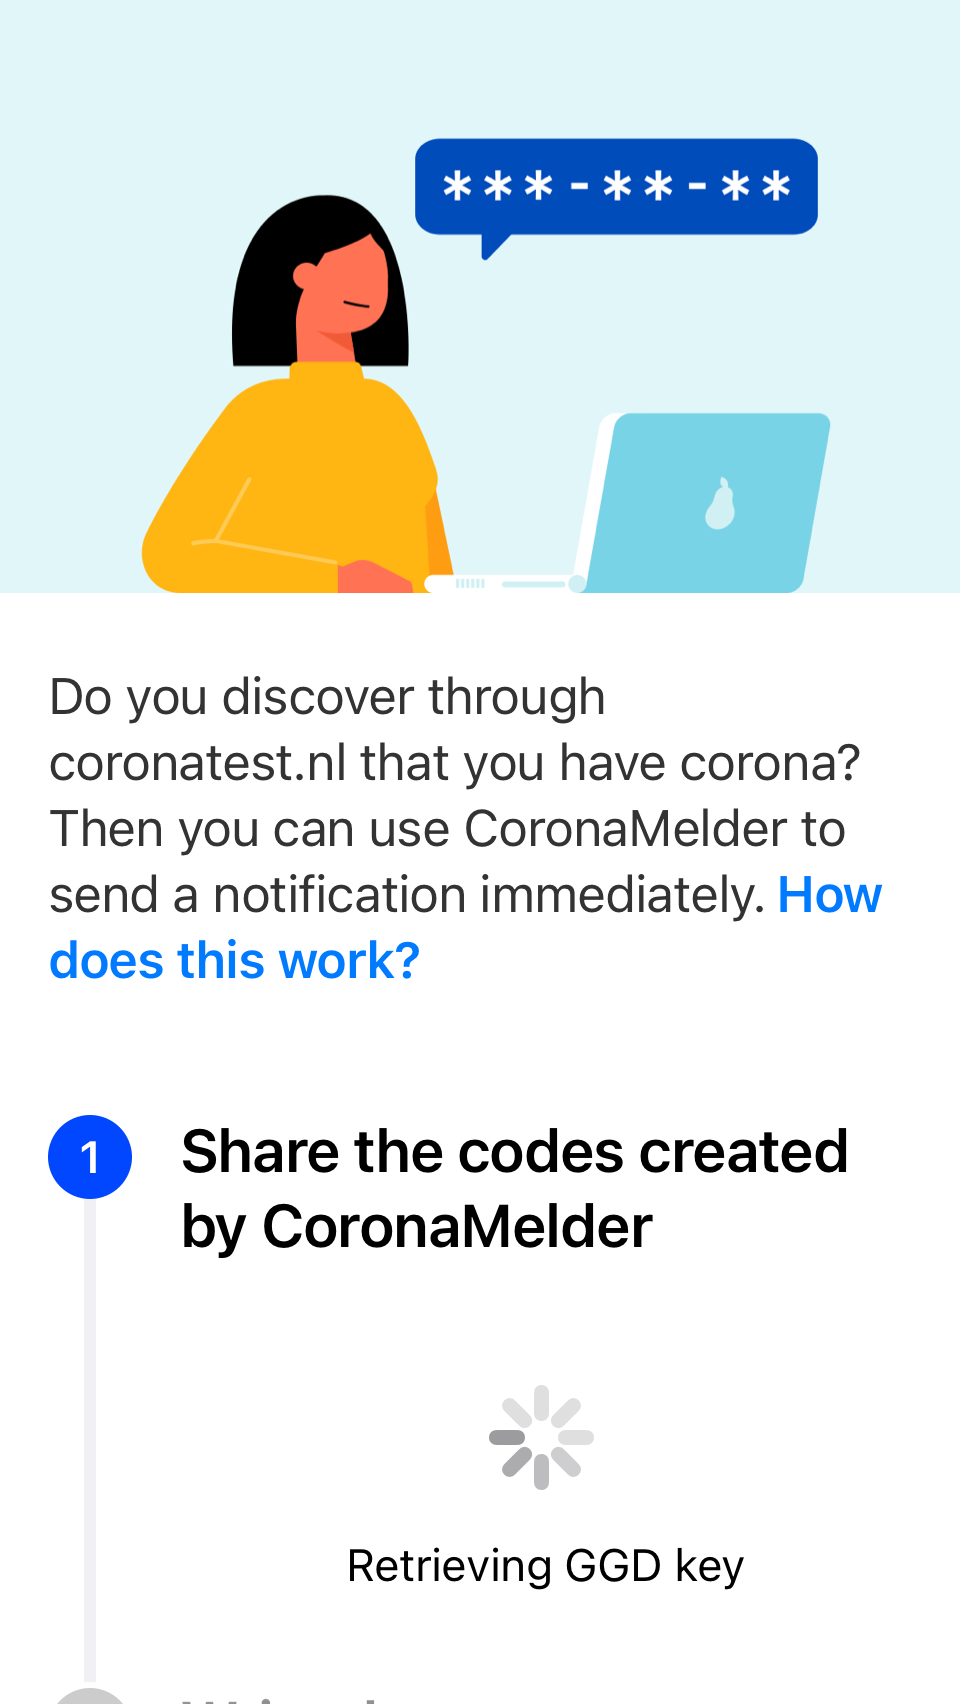 ***-**-**
Do you discover through
coronatest.nl that you have corona?
Then you can use CoronaMelder to
send a notification immediately. How
does this work?
1
Share the codes created
by CoronaMelder
Retrieving GGD key